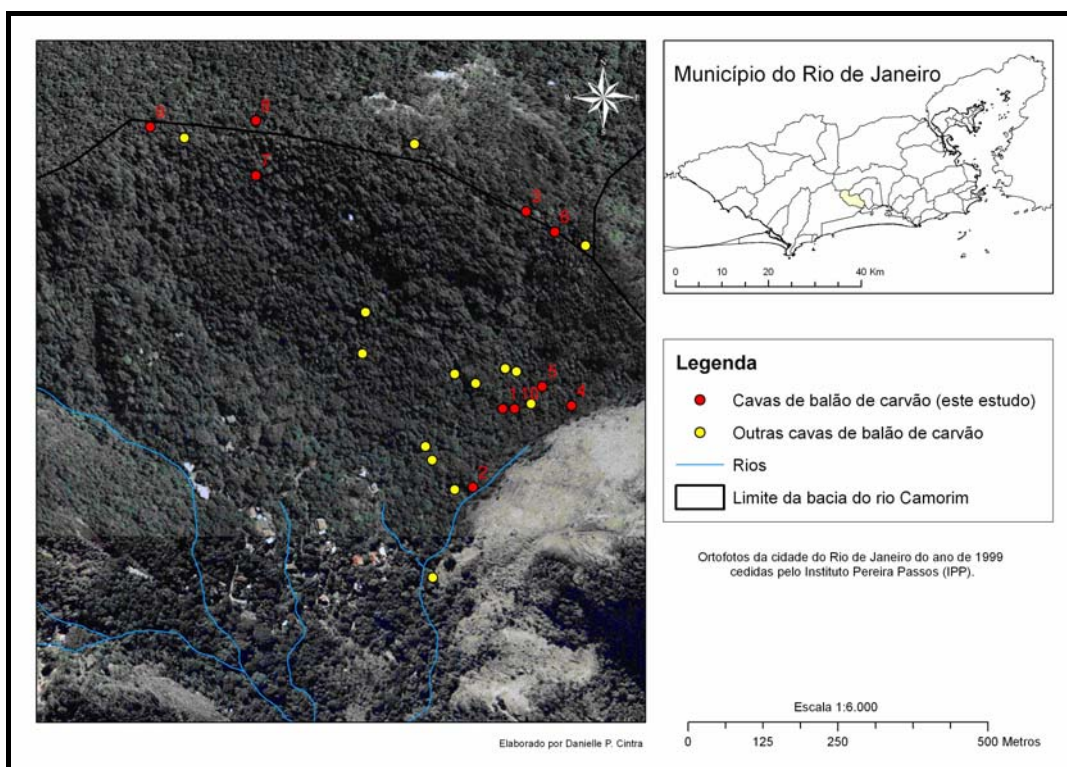 Município do Rio de Janeiro
0 10 20 40 Km
7
5
4
1 10
2
Legenda
Cavas de balão de carvão (este estudo)
Outras cavas de balão de carvão
Rios
Limite da bacia do rio Camorim
Ortofotos da cidade do Rio de Janeiro do ano de 1999
cedidas pelo Instituto Pereira Passos (IPP).
Escala 1:6.000
0 125 250 500 Metros
Elaborado por Danielle P. Cintra